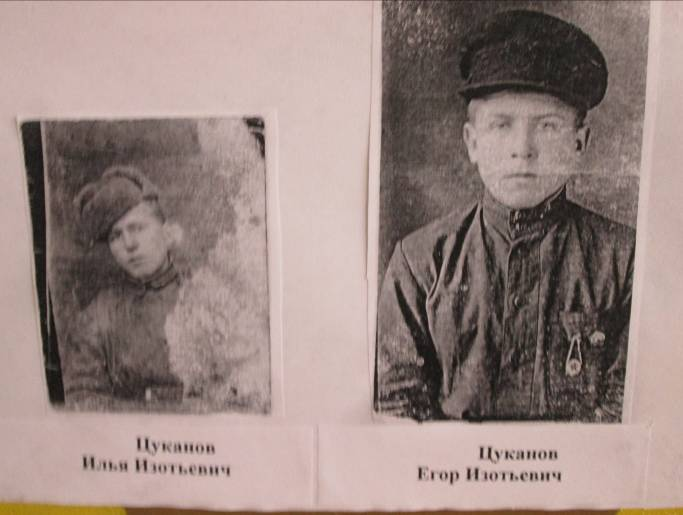 Цуканов
Илья Изотьевич
Цуканов
Егор Изотьевич